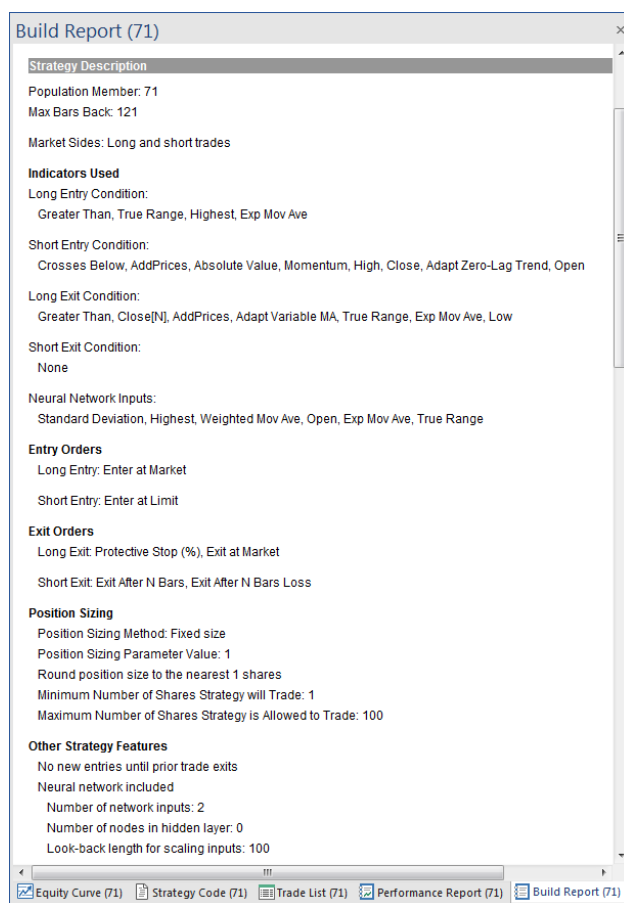 Build Report (71)
Strategy Description
Population Member: 71
Max Bars Back: 121
Market Sides: Long and short trades
Indicators Used
Long Entry Condition:
Greater Than, True Range, Highest, Exp Mov Ave
Short Entry Condition:
Crosses Below, AddPrices, Absolute Value, Momentum, High, Close, Adapt Zero-Lag Trend, Open
Long Exit Condition:
Greater Than, Close[N], AddPrices, Adapt Variable MA, True Range, Exp Mov Ave, Low
Short Exit Condition:
None
Neural Network Inputs:
Standard Deviation, Highest, Weighted Mov Ave, Open, Exp Mov Ave, True Range
Entry Orders
Long Entry: Enter at Market
Short Entry: Enter at Limit
Exit Orders
Long Exit: Protective Stop (%), Exit at Market
Short Exit: Exit After N Bars, Exit After N Bars Loss
Position Sizing
Position Sizing Method: Fixed size
Position Sizing Parameter Value: 1
Round position size to the nearest 1 shares
Minimum Number of Shares Strategy will Trade: 1
Maximum Number of Shares Strategy is Allowed to Trade: 100
Other Strategy Features
No new entries until prior trade exits
Neural network included
Number of network inputs: 2
Number of nodes in hidden layer: 0
Look-back length for scaling inputs: 100
Equity Curve (71) Strategy Code (71) Trade List (71) Performance Report (71) Build Report (71)